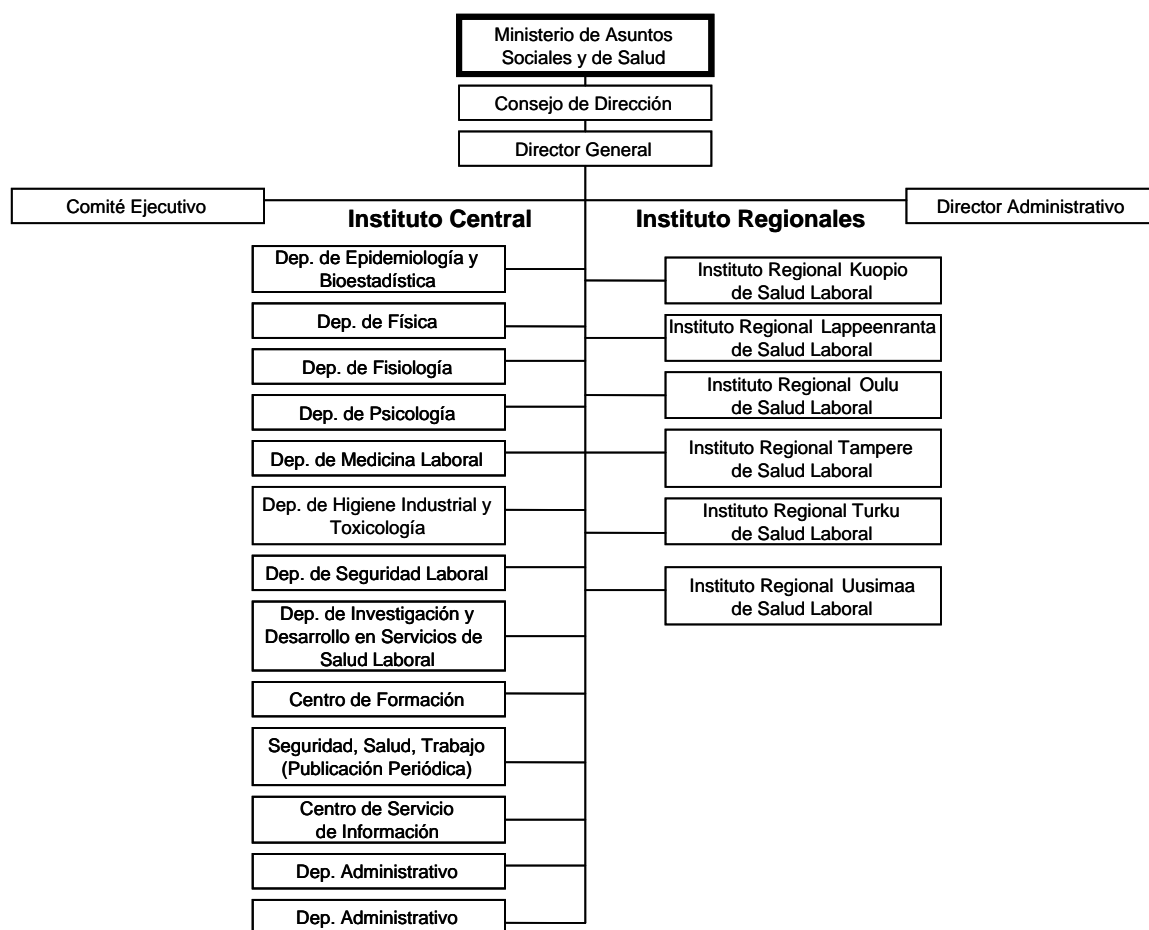 Ministerio de Asuntos
Sociales y de Salud
Consejo de Dirección
Director General
Comité Ejecutivo
Director Administrativo
Instituto Central
Dep. de Epidemiología y
Bioestadística
Dep. de Física
Dep. de Fisiología
Dep. de Psicología
Dep. de Medicina Laboral
Dep. de Higiene Industrial y
Toxicología
Dep. de Seguridad Laboral
Dep. de Investigación y
Desarrollo en Servicios de
Salud Laboral
Centro de Formación
Seguridad, Salud, Trabajo
(Publicación Periódica)
Centro de Servicio
de Información
Dep. Administrativo
Dep. Administrativo
Instituto Regionales
Instituto Regional Kuopio
de Salud Laboral
Instituto Regional Lappeenranta
de Salud Laboral
Instituto Regional Oulu
de Salud Laboral
Instituto Regional Tampere
de Salud Laboral
Instituto Regional Turku
de Salud Laboral
Instituto Regional Uusimaa
de Salud Laboral